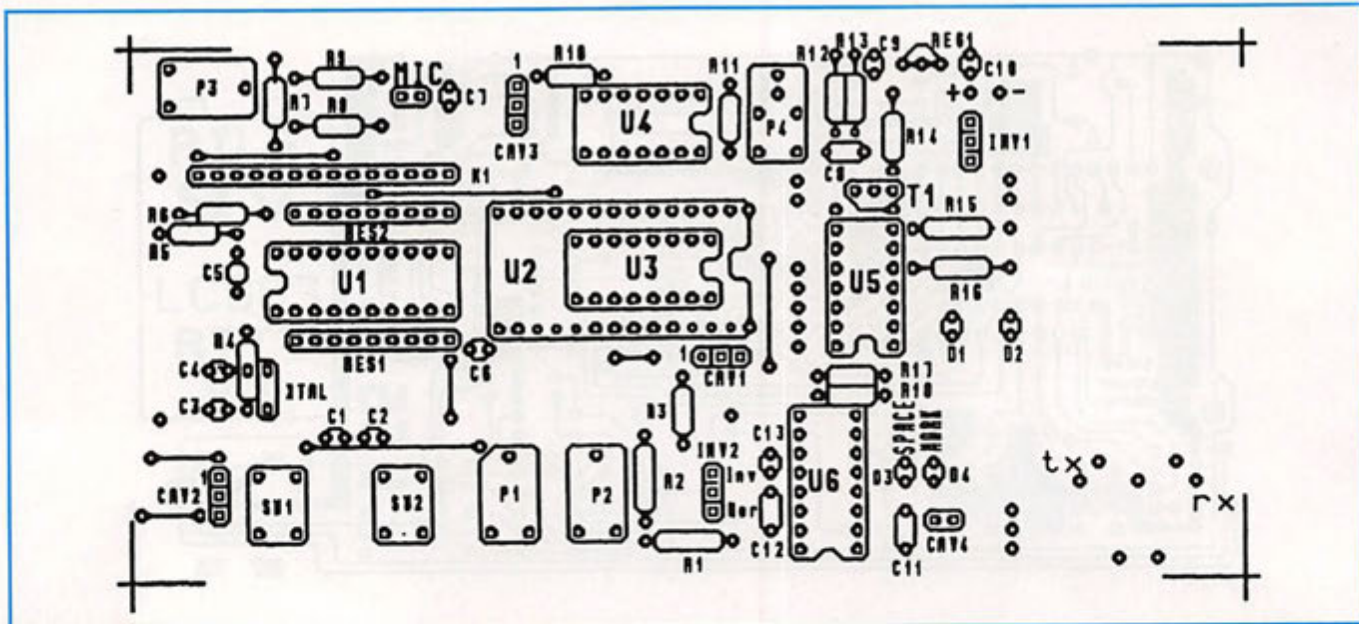 R9
R10
R12
R13
C9
REG1
MIC
R11
C10
P3
R7
R8
C7
1
U4
P4
+
-
R14
INV1
CAV3
C8
K1
T1
R6
R15
RES2
R5
C5
U1
U2
U3
U5
R16
R4
C6
1
D1
D2
RES1
CAV1
C4
XTAL
R17
R18
C3
R3
SPACE
MARK
C1
C2
C13
INV2
tx
1
Inv
CAV2
SW1
SW2
P1
P2
R2
U6
D3
D4
Nor
rx
C12
CAV4
R1
C11